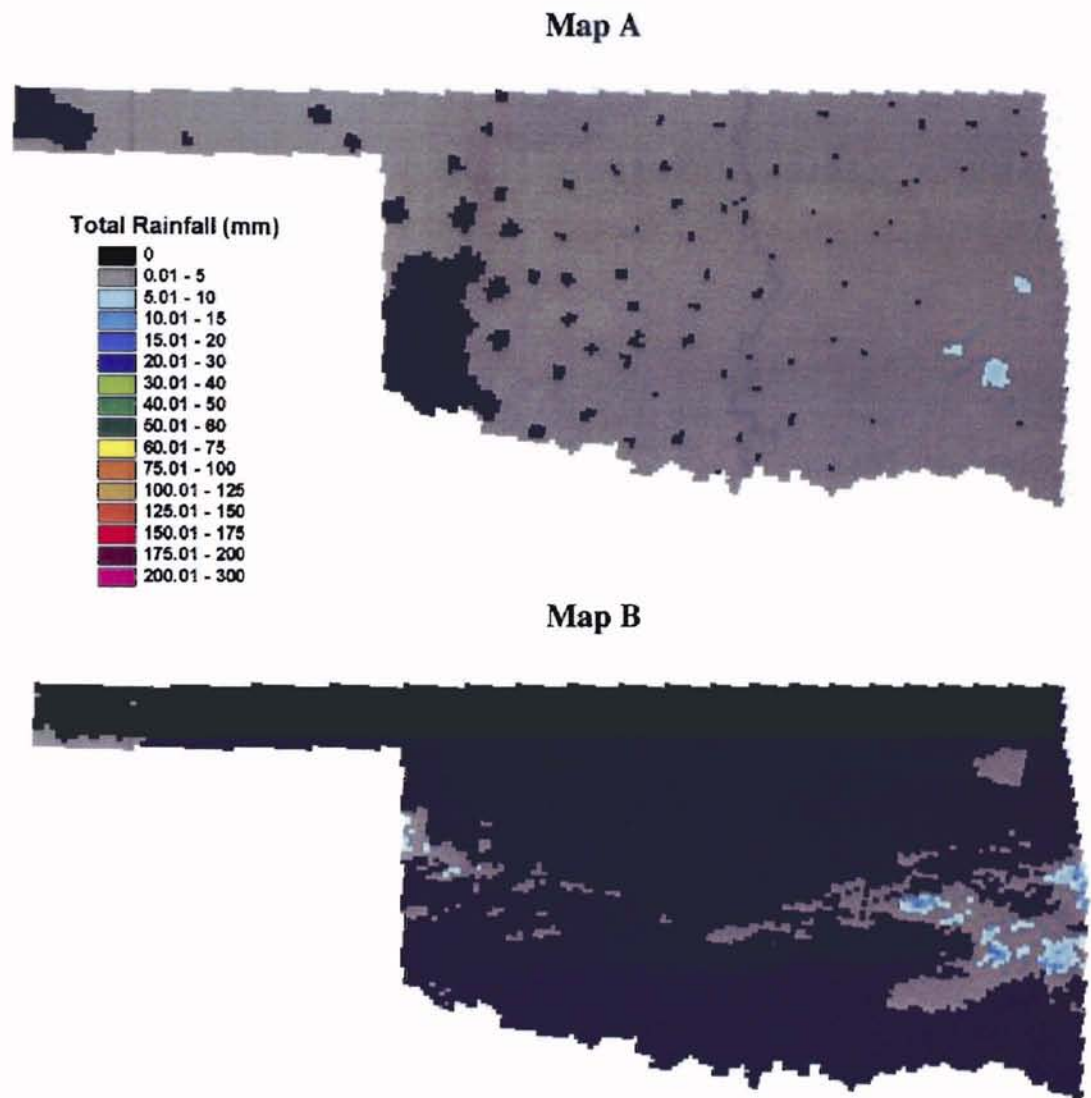 Map A
Total Rainfall (mm)
0
0.01 - 5
5.01 - 10
10.01 - 15
15.01 - 20
20.01 - 30
30.01 - 40
40.01 - 50
50.01 - 60
60.01 - 75
75.01 - 100
100.01 - 125
125.01 - 150
150.01 - 175
175.01 - 200
200.01 - 300
Map B